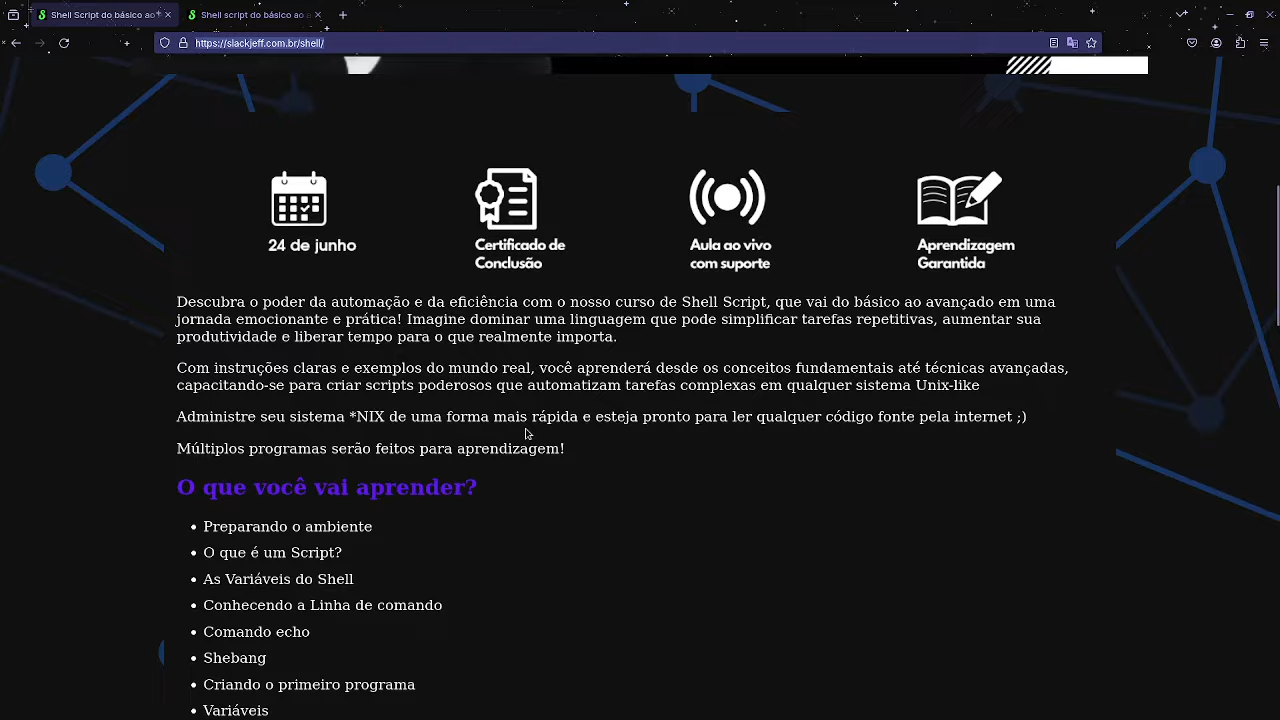 Shell Script do básico ao
Shell Script do básico ao a
https://slackjeff.com.br/shell/
24 de junho
Certificado de
Conclusão
Aula ao vivo
com suporte
Aprendizagem
Garantida
Descubra o poder da automação e da eficiência com o nosso curso de Shell Script, que vai do básico ao avançado em uma
jornada emocionante e prática! Imagine dominar uma linguagem que pode simplificar tarefas repetitivas, aumentar sua
produtividade e liberar tempo para o que realmente importa.
Com instruções claras e exemplos do mundo real, você aprenderá desde os conceitos fundamentais até técnicas avançadas,
capacitando-se para criar scripts poderosos que automatizam tarefas complexas em qualquer sistema Unix-like
Administre seu sistema *NIX de uma forma mais rápida e esteja pronto para ler qualquer código fonte pela internet ;)
Múltiplos programas serão feitos para aprendizagem!
O que você vai aprender?
• Preparando o ambiente
• O que é um Script?
• As Variáveis do Shell
• Conhecendo a Linha de comando
• Comando echo
• Shebang
• Criando o primeiro programa
• Variáveis